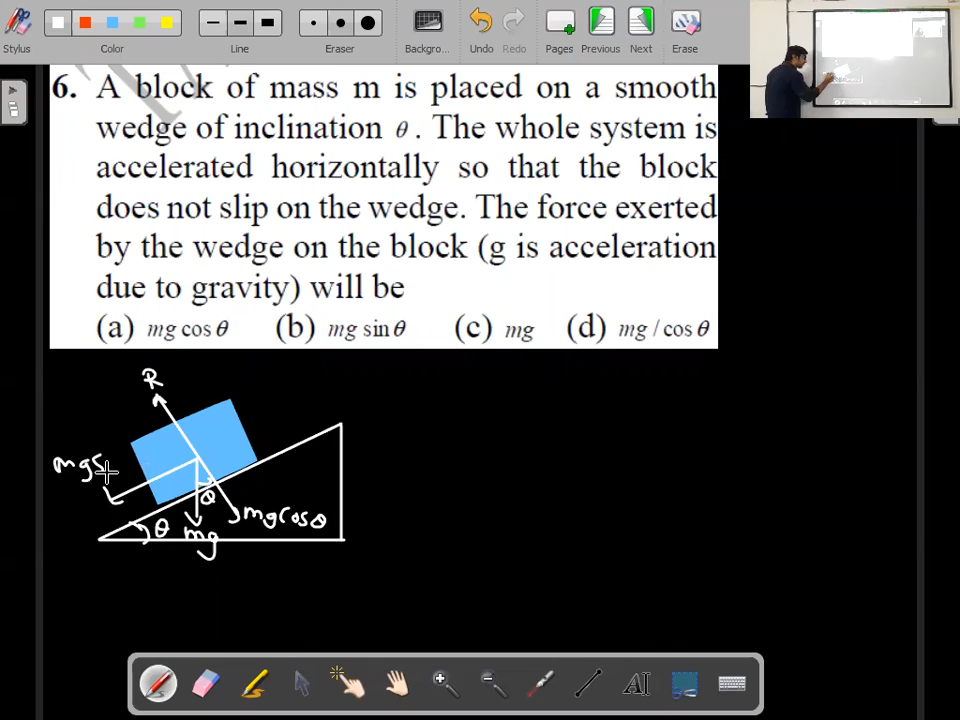 Stylus Color Line Eraser Backgro... Undo Redo Pages Previous Next Erase
6. A block of mass m is placed on a smooth
wedge of inclination θ . The whole system is
accelerated horizontally so that the block
does not slip on the wedge. The force exerted
by the wedge on the block (g is acceleration
due to gravity) will be
(a) mg cos θ (b) mg sin θ (c) mg (d) mg / cos θ
R
mgs
θ
mgcosθ
θ
mg
AI